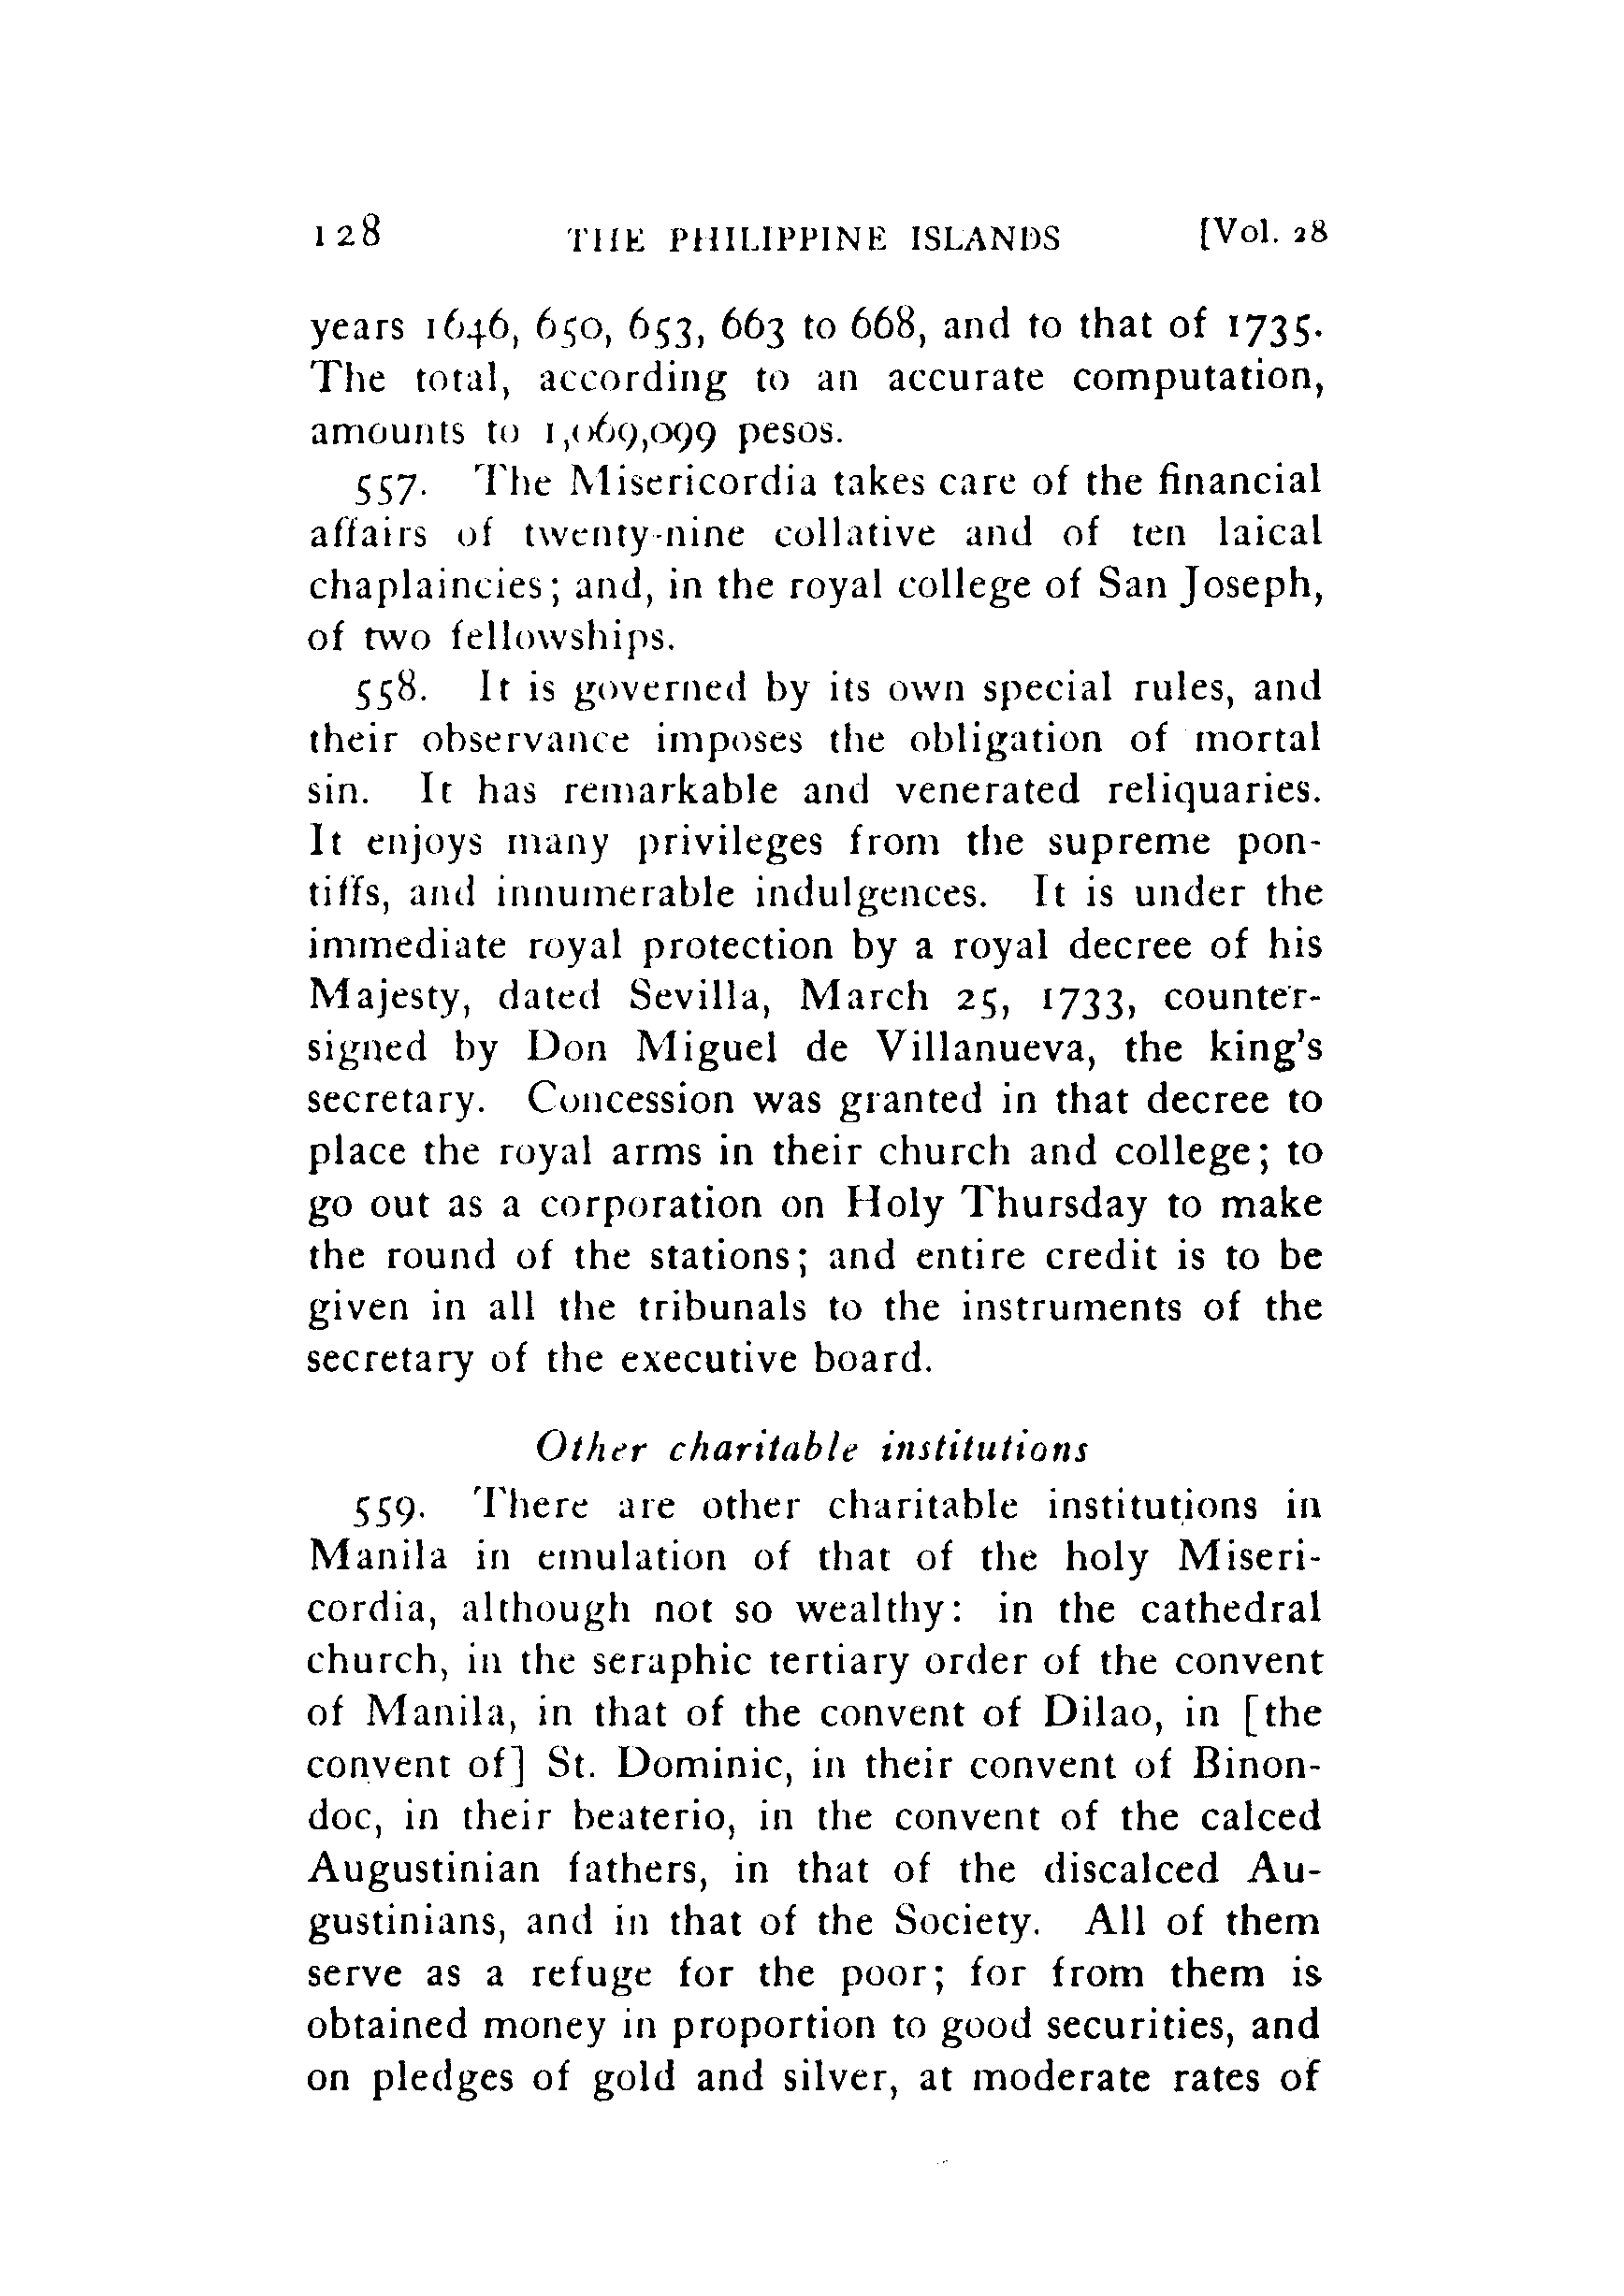 128 THE PHILIPPINE ISLANDS [Vol. 28
years 1646, 650, 653, 663 to 668, and to that of 1735.
The total, according to an accurate computation,
amounts to 1,069,099 pesos.
557. The Misericordia takes care of the financial
affairs of twenty-nine collative and of ten laical
chaplaincies; and, in the royal college of San Joseph,
of two fellowships.
558. It is governed by its own special rules, and
their observance imposes the obligation of mortal
sin. It has remarkable and venerated reliquaries.
It enjoys many privileges from the supreme pon-
tiffs, and innumerable indulgences. It is under the
immediate royal protection by a royal decree of his
Majesty, dated Sevilla, March 25, 1733, counter-
signed by Don Miguel de Villanueva, the king's
secretary. Concession was granted in that decree to
place the royal arms in their church and college; to
go out as a corporation on Holy Thursday to make
the round of the stations; and entire credit is to be
given in all the tribunals to the instruments of the
secretary of the executive board.
Other charitable institutions
559. There are other charitable institutions in
Manila in emulation of that of the holy Miseri-
cordia, although not so wealthy: in the cathedral
church, in the seraphic tertiary order of the convent
of Manila, in that of the convent of Dilao, in [the
convent of] St. Dominic, in their convent of Binon-
doc, in their beaterio, in the convent of the calced
Augustinian fathers, in that of the discalced Au-
gustinians, and in that of the Society. All of them
serve as a refuge for the poor; for from them is
obtained money in proportion to good securities, and
on pledges of gold and silver, at moderate rates of